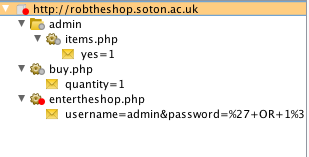 http://robtheshop.soton.ac.uk
admin
items.php
yes=1
buy.php
quantity=1
entertheshop.php
username=admin&password=%27+OR+1%3